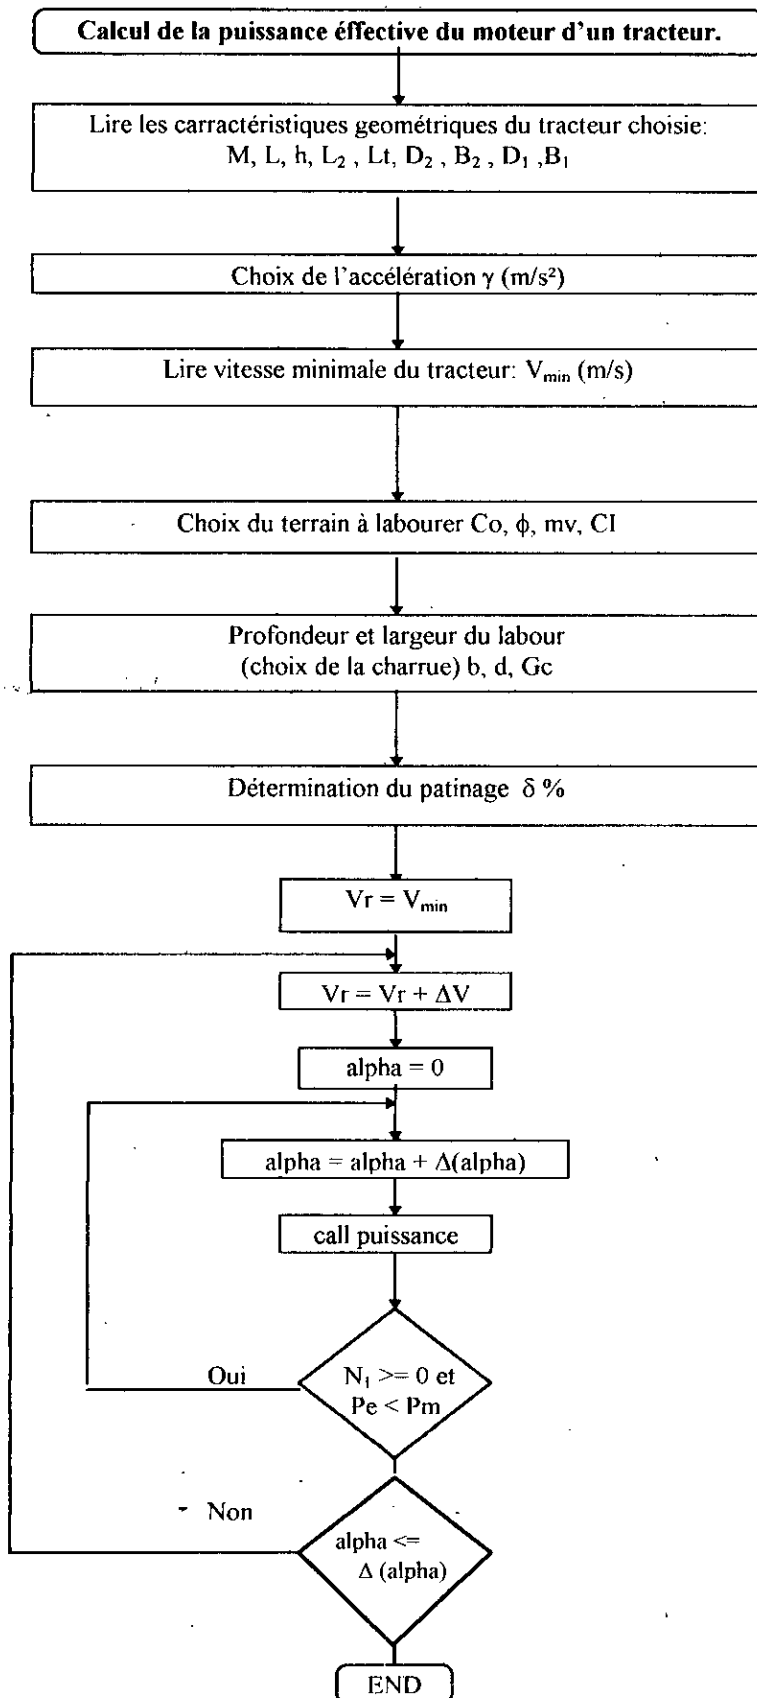 Calcul de la puissance éffective du moteur d'un tracteur.
Lire les carractéristiques geométriques du tracteur choisie:
M, L, h, L₂ , Lt, D₂ , B₂ , D₁ ,B₁
Choix de l'accélération γ (m/s²)
Lire vitesse minimale du tracteur: Vmin (m/s)
Choix du terrain à labourer Co, ϕ, mv, CI
Profondeur et largeur du labour
(choix de la charrue) b, d, Gc
Détermination du patinage δ %
Vr = Vmin
Vr = Vr + ΔV
alpha = 0
alpha = alpha + Δ(alpha)
call puissance
Oui
N₁ >= 0 et
Pe < Pm
Non
alpha <=
Δ (alpha)
END